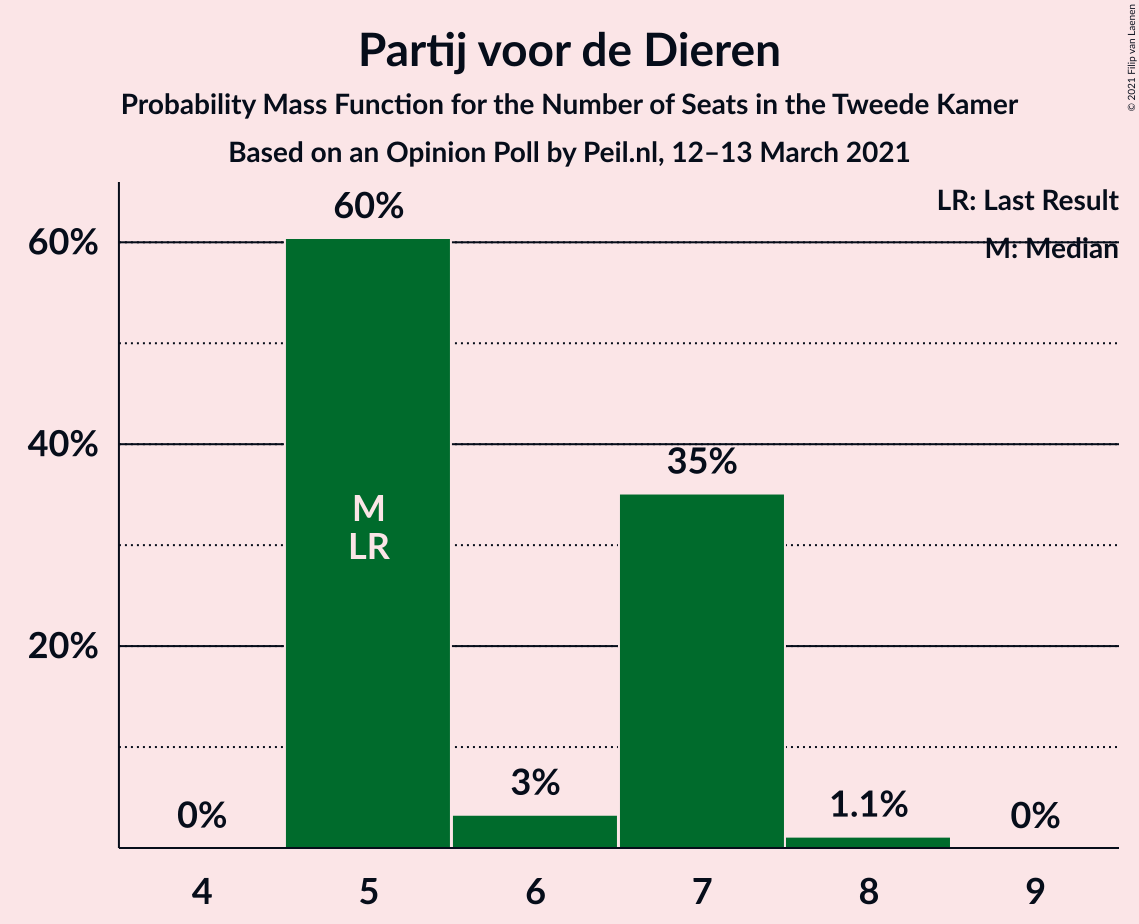 Partij voor de Dieren
Probability Mass Function for the Number of Seats in the Tweede Kamer
Based on an Opinion Poll by Peil.nl, 12–13 March 2021
© 2021 Filip van Laenen
LR: Last Result
M: Median
60%
40%
20%
0%
60%
3%
35%
1.1%
0%
M
LR
4
5
6
7
8
9